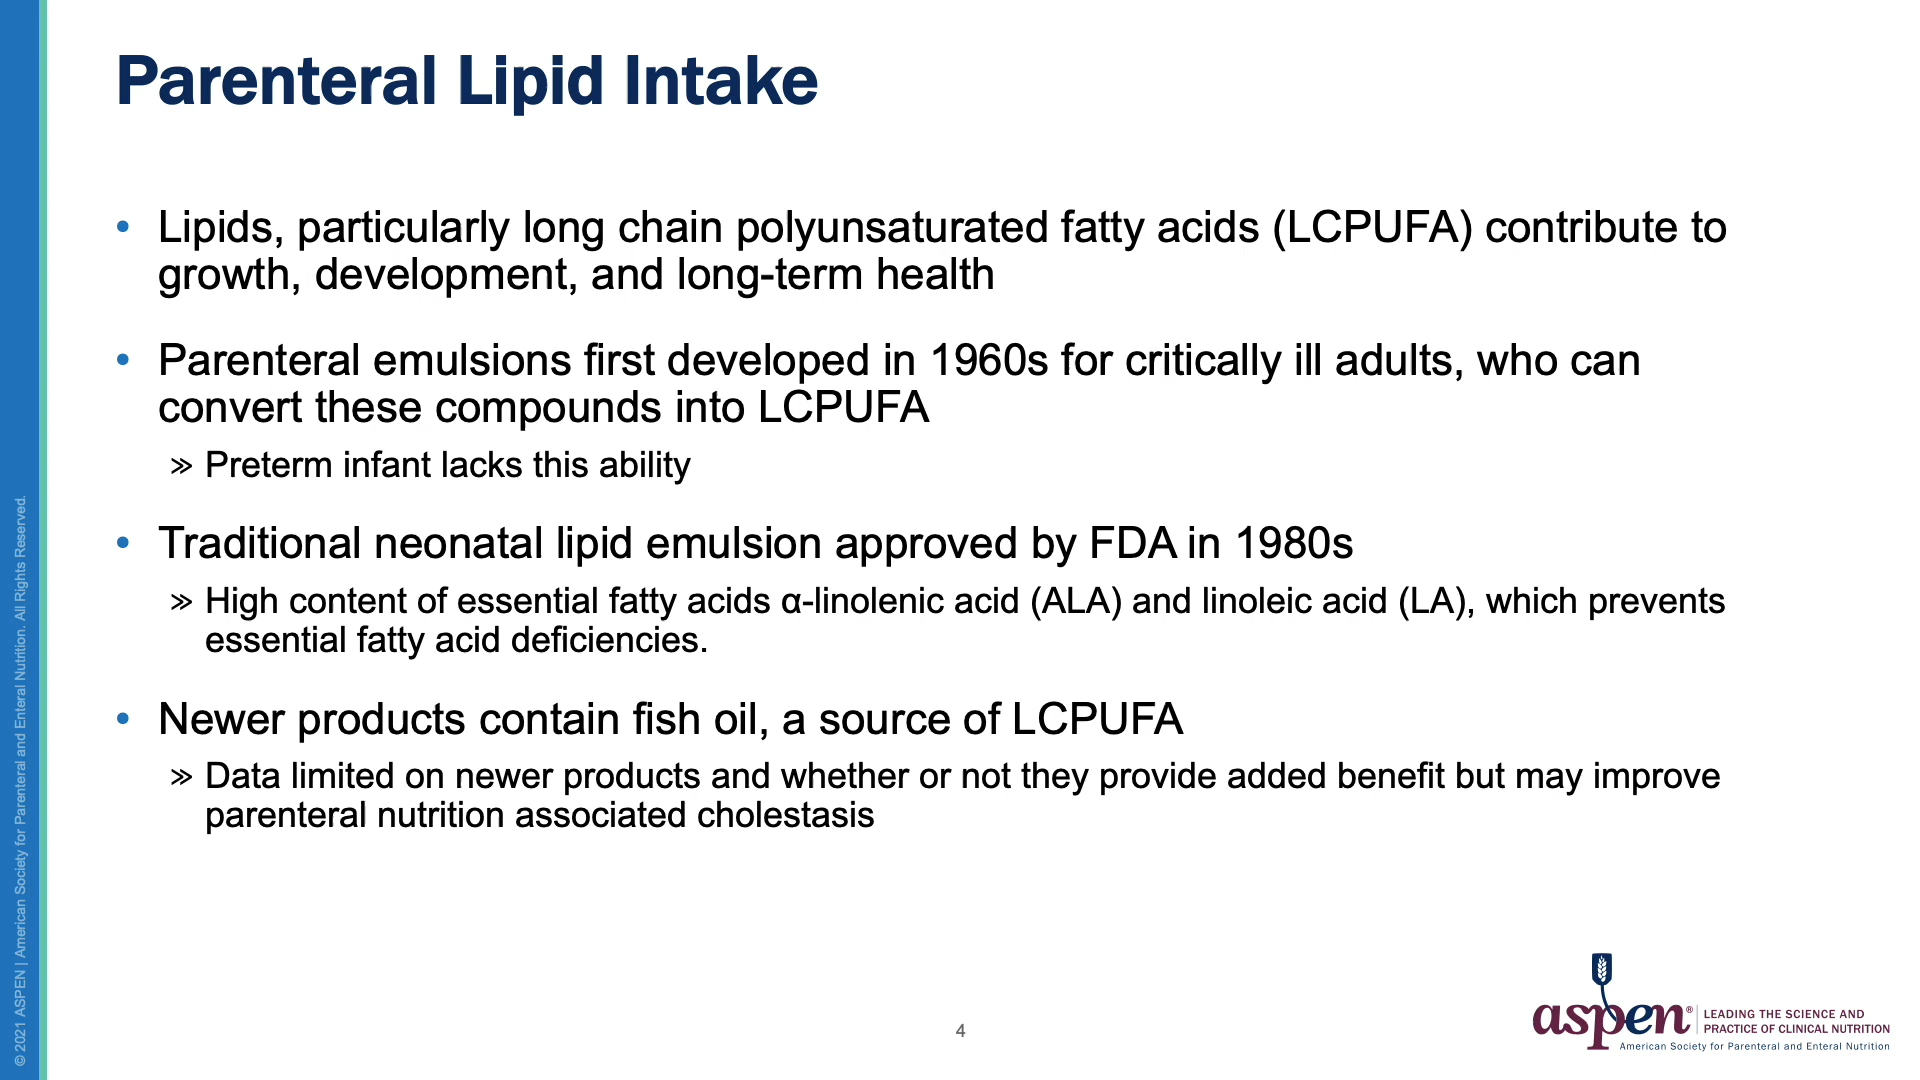 Parenteral Lipid Intake
• Lipids, particularly long chain polyunsaturated fatty acids (LCPUFA) contribute to
growth, development, and long-term health
• Parenteral emulsions first developed in 1960s for critically ill adults, who can
convert these compounds into LCPUFA
» Preterm infant lacks this ability
• Traditional neonatal lipid emulsion approved by FDA in 1980s
» High content of essential fatty acids α-linolenic acid (ALA) and linoleic acid (LA), which prevents
essential fatty acid deficiencies.
• Newer products contain fish oil, a source of LCPUFA
» Data limited on newer products and whether or not they provide added benefit but may improve
parenteral nutrition associated cholestasis
© 2021 ASPEN | American Society for Parenteral and Enteral Nutrition. All Rights Reserved.
4
aspen®
LEADING THE SCIENCE AND
PRACTICE OF CLINICAL NUTRITION
American Society for Parenteral and Enteral Nutrition